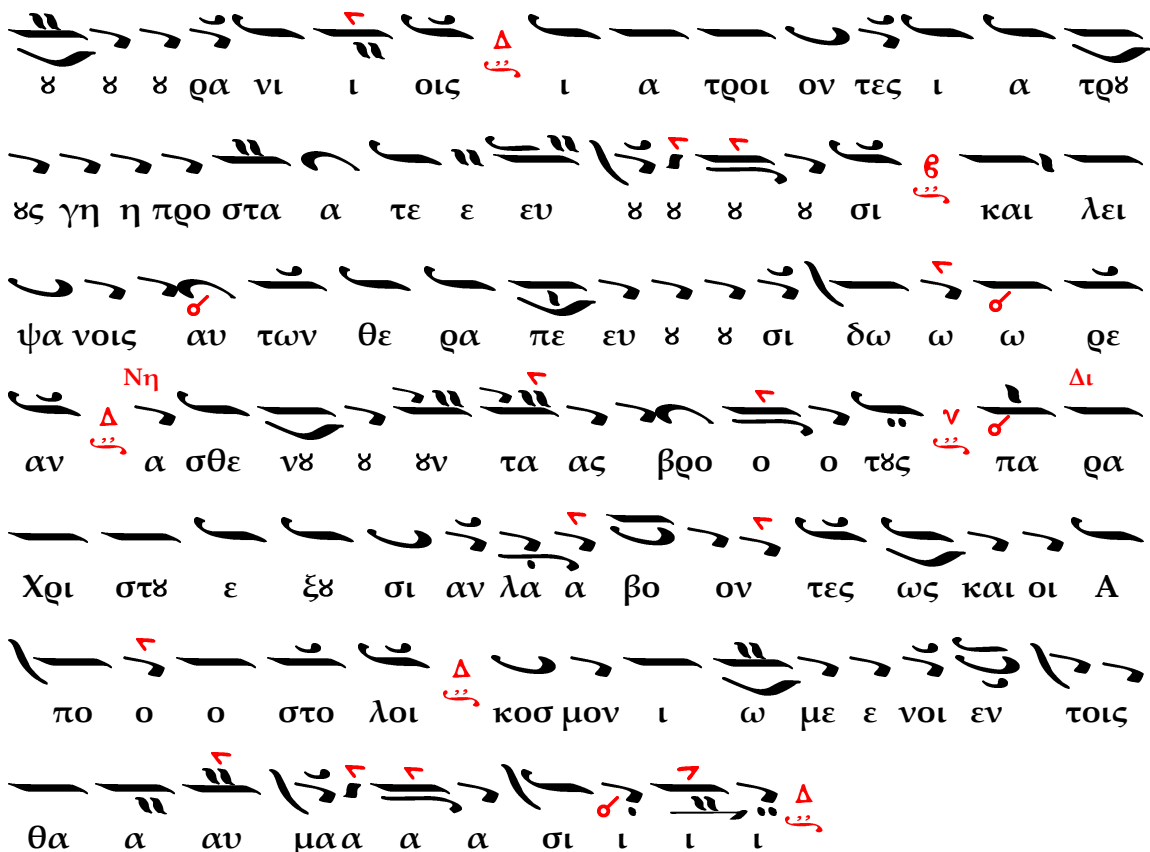 ȣ ȣ ȣ ρα νι ι οις Δ ι α τροι ον τες ι α τρȣ
ȣς γη η προ στα α τε ε ευ ȣ ȣ ȣ ȣ σι και λει
ψα νοις αυ των θε ρα πε ευ ȣ ȣ σι δω ω ω ρε
Νη Δι
αν Δ α σθε νȣ ȣ ȣν τα ας βρο ο ο τȣς πα ρα
Χρι στȣ ε ξȣ σι αν λα α βο ον τες ως και οι Α
πο ο ο στο λοι Δ κοσ μον ι ω με ε νοι εν τοις
θα α αυ μα α α α σι ι ι ι Δ